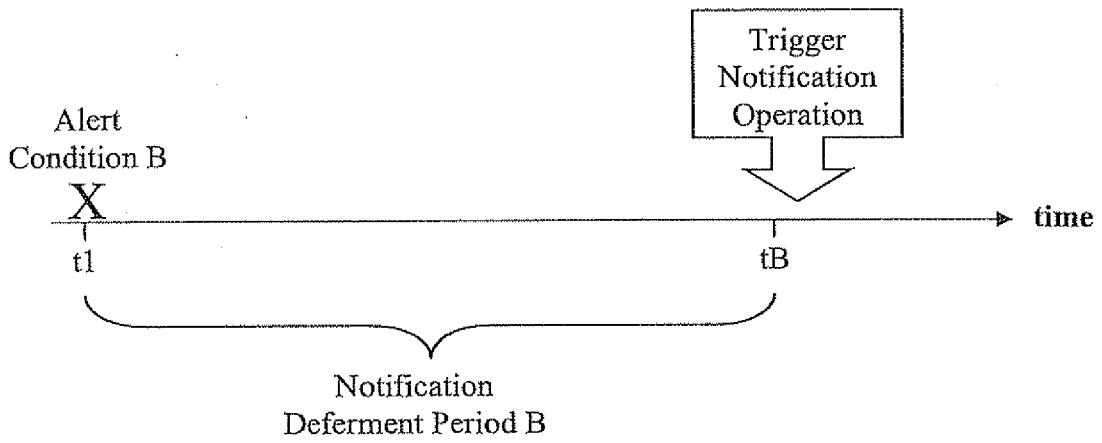 Trigger
Notification
Operation
Alert
Condition B
X
time
t1
tB
Notification
Deferment Period B